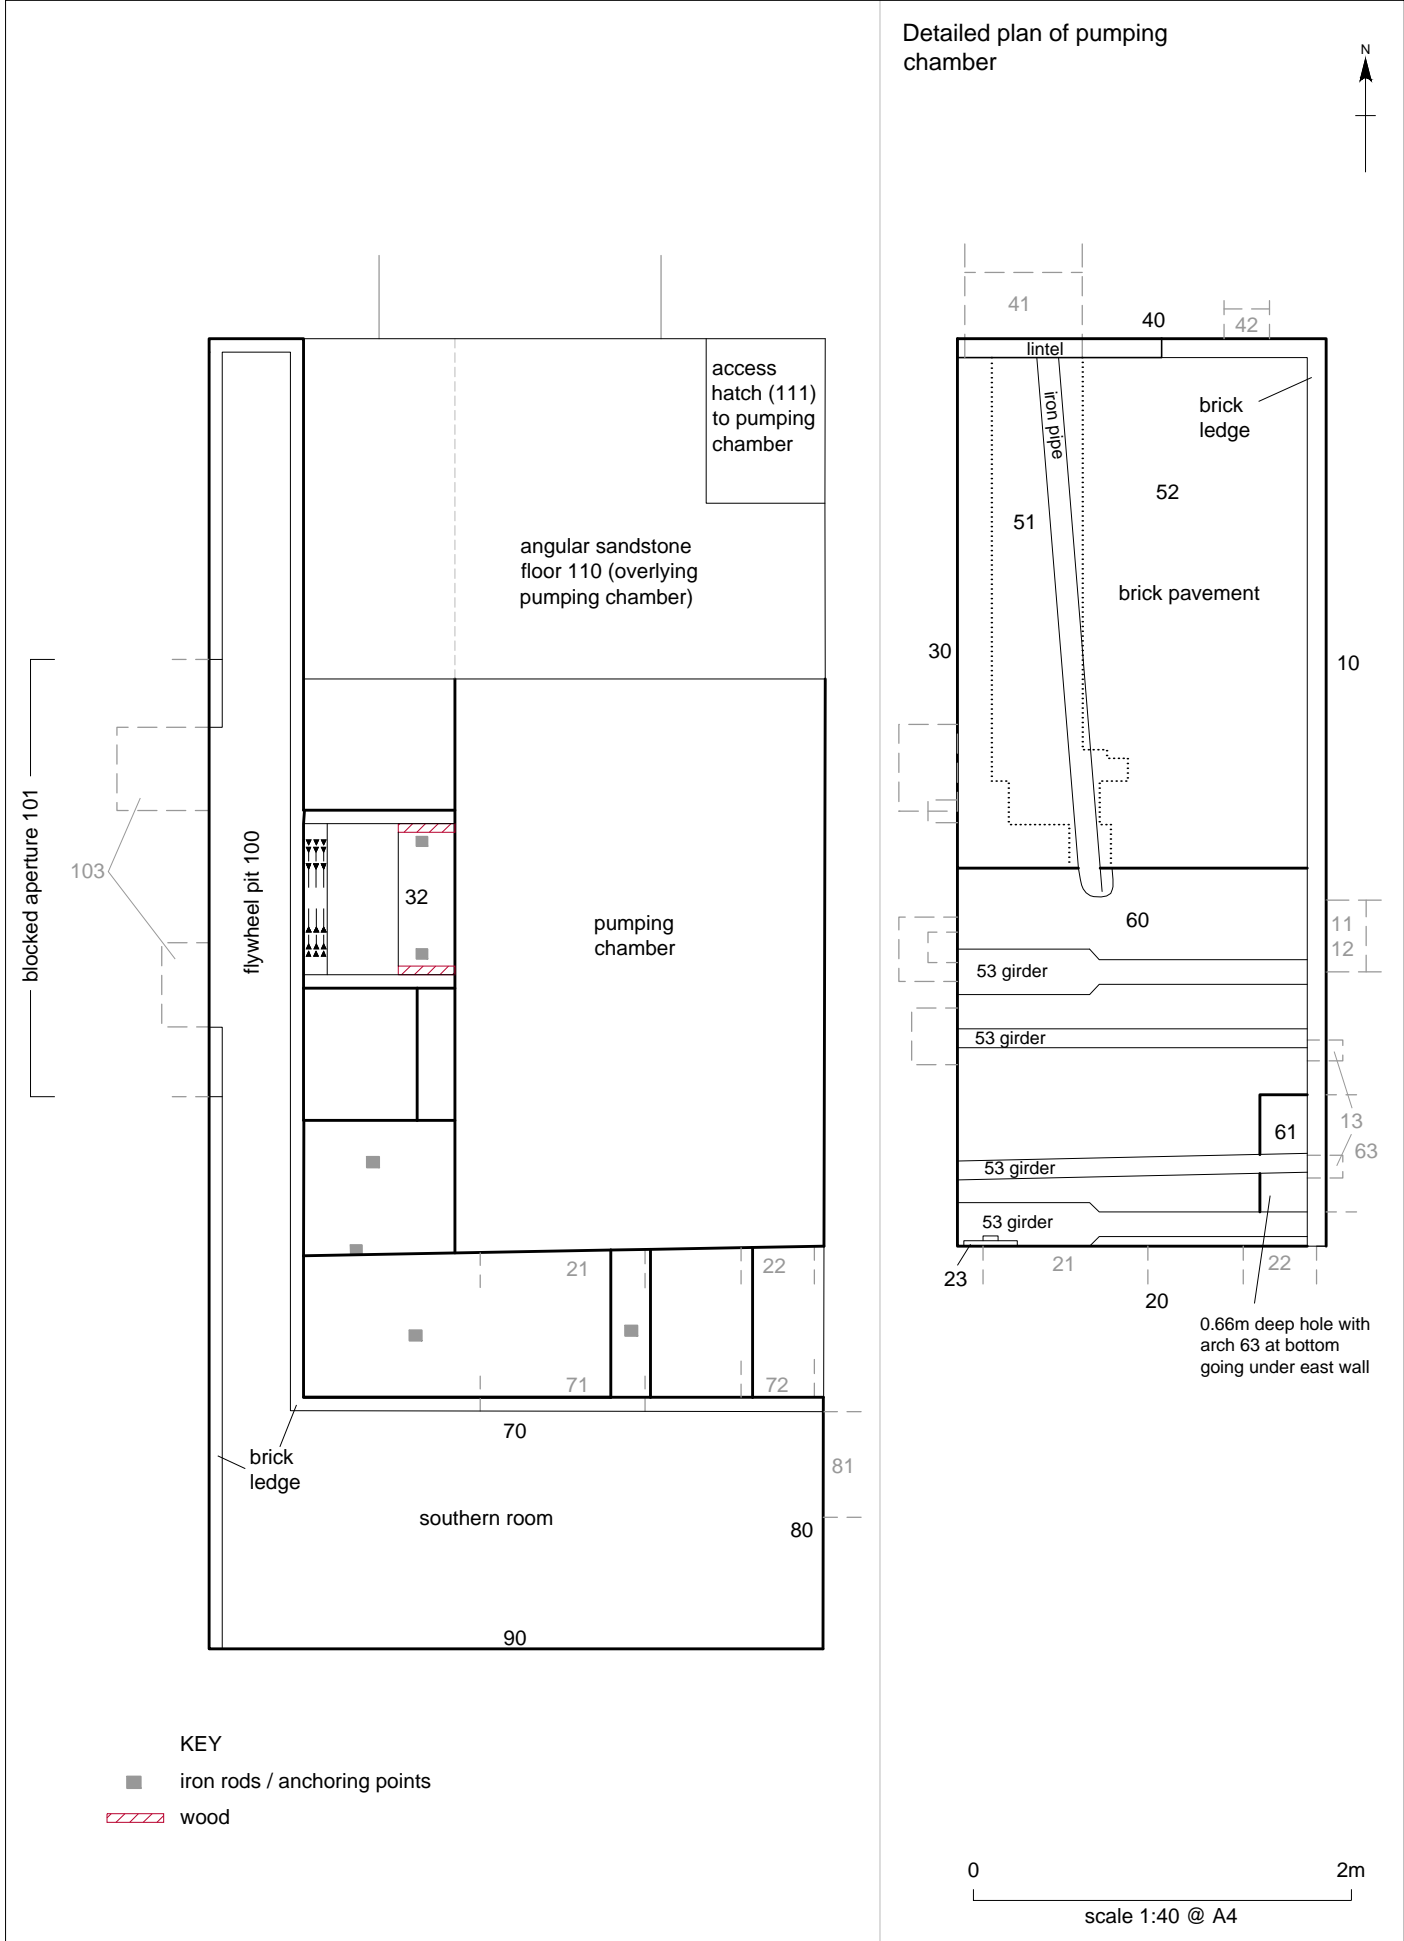 Detailed plan of pumping
chamber
N
access
hatch (111)
to pumping
chamber
angular sandstone
floor 110 (overlying
pumping chamber)
blocked aperture 101
103
flywheel pit 100
32
pumping
chamber
21
22
71
72
70
brick
ledge
81
southern room
80
90
KEY
iron rods / anchoring points
wood
41
40
42
lintel
iron pipe
brick
ledge
52
51
brick pavement
30
10
60
11
12
53 girder
53 girder
61
13
63
53 girder
53 girder
23
21
22
20
0.66m deep hole with
arch 63 at bottom
going under east wall
0
2m
scale 1:40 @ A4